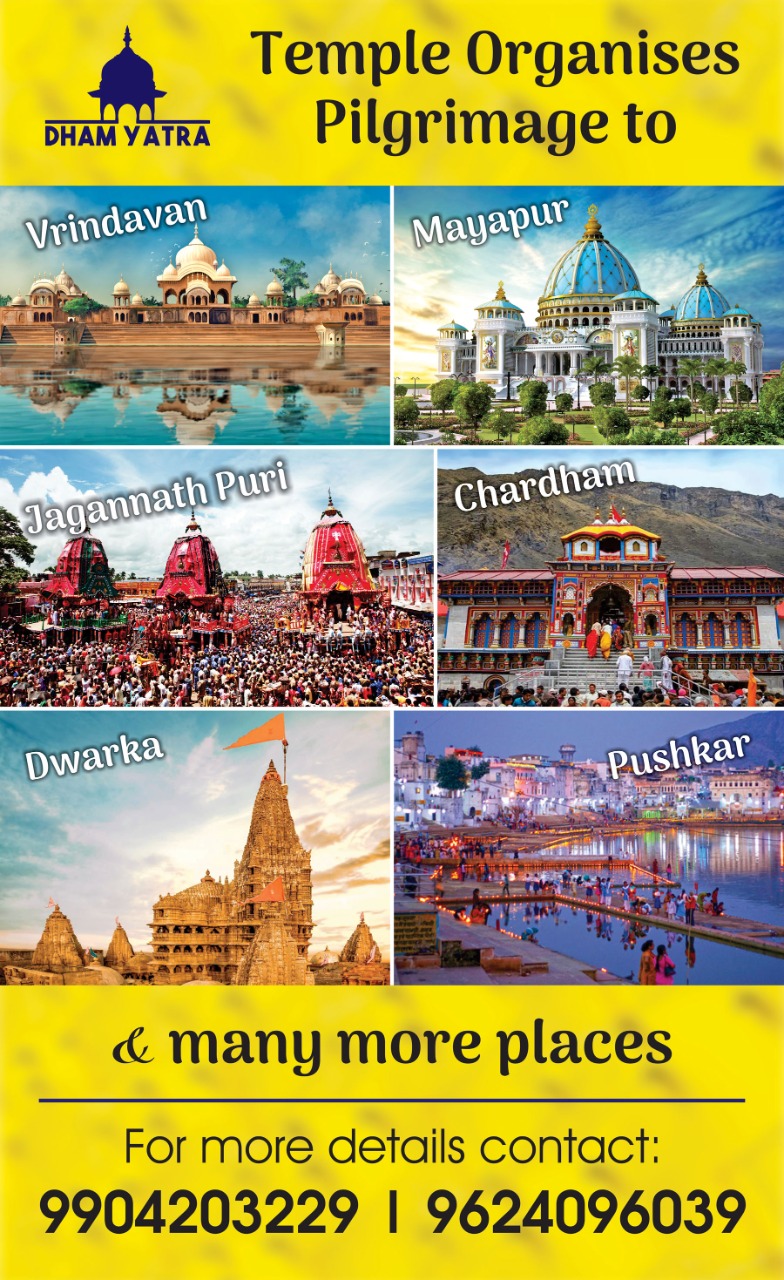 DHAM YATRA
Temple Organises
Pilgrimage to
Vrindavan
Mayapur
Jagannath Puri
Chardham
Dwarka
Pushkar
& many more places
For more details contact:
9904203229 | 9624096039